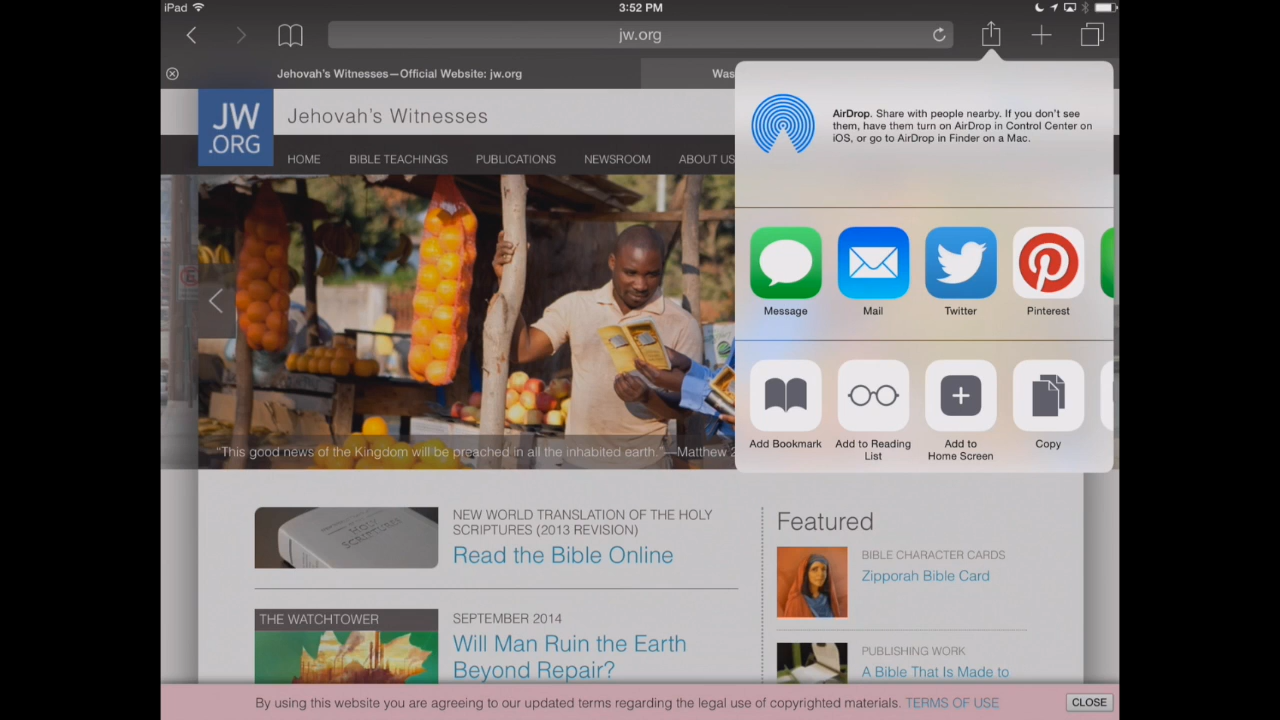 iPad
3:52 PM
jw.org
Jehovah's Witnesses—Official Website: jw.org
Was
JW
.ORG
Jehovah's Witnesses
HOME BIBLE TEACHINGS PUBLICATIONS NEWSROOM ABOUT US
AirDrop. Share with people nearby. If you don't see
them, have them turn on AirDrop in Control Center on
iOS, or go to AirDrop in Finder on a Mac.
Message Mail Twitter Pinterest
Add Bookmark Add to Reading List Add to Home Screen Copy
"This good news of the Kingdom will be preached in all the inhabited earth."—Matthew 2
NEW WORLD TRANSLATION OF THE HOLY
SCRIPTURES (2013 REVISION)
Read the Bible Online
HOLY
SCRIPTURES
THE WATCHTOWER
SEPTEMBER 2014
Will Man Ruin the Earth
Beyond Repair?
Featured
BIBLE CHARACTER CARDS
Zipporah Bible Card
PUBLISHING WORK
A Bible That Is Made to
By using this website you are agreeing to our updated terms regarding the legal use of copyrighted materials. TERMS OF USE
CLOSE